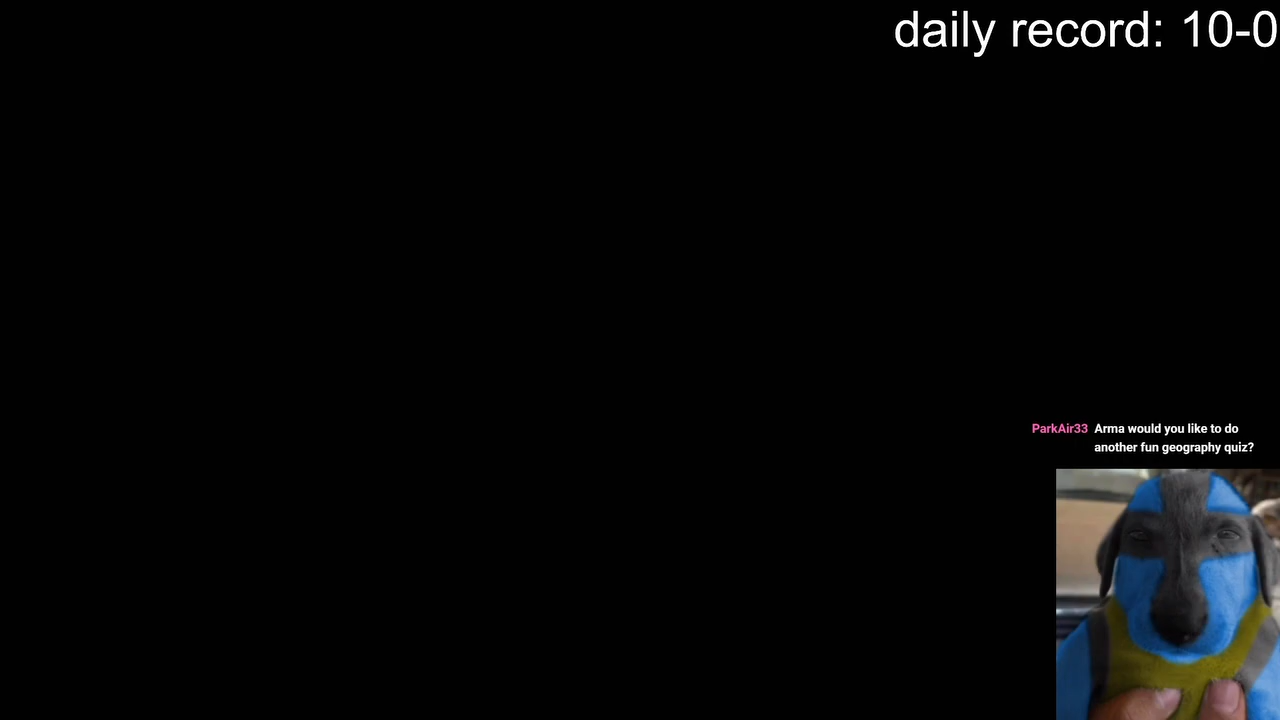 daily record: 10-0
ParkAir33 Arma would you like to do
another fun geography quiz?